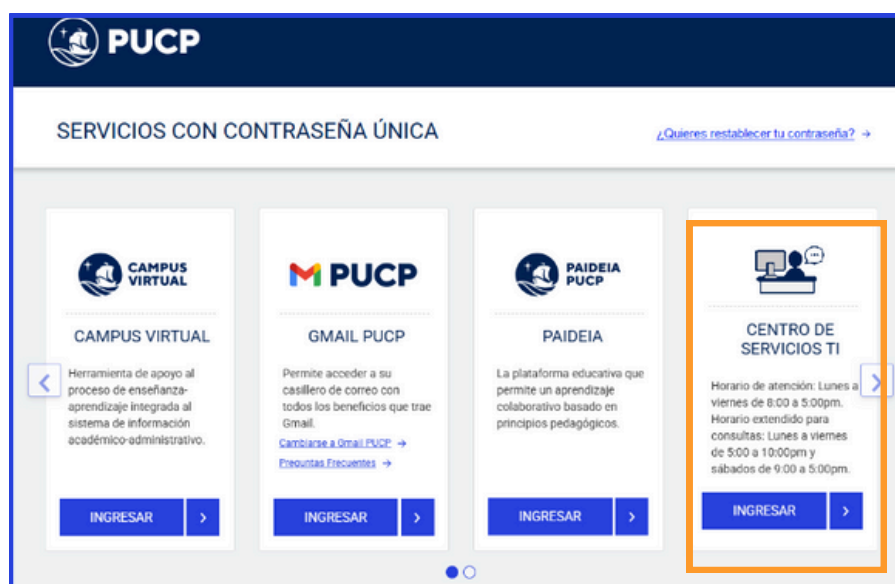 PUCP
SERVICIOS CON CONTRASEÑA ÚNICA
¿Quieres restablecer tu contraseña? →
CAMPUS
VIRTUAL
CAMPUS VIRTUAL
Herramienta de apoyo al
proceso de enseñanza-
aprendizaje integrada al
sistema de información
académico-administrativo.
INGRESAR >
M PUCP
GMAIL PUCP
Permite acceder a su
casillero de correo con
todos los beneficios que trae
Gmail.
Cambiarse a Gmail PUCP →
Preguntas Frecuentes →
INGRESAR >
PAIDEIA
PUCP
PAIDEIA
La plataforma educativa que
permite un aprendizaje
colaborativo basado en
principios pedagógicos.
INGRESAR >
CENTRO DE
SERVICIOS TI
Horario de atención: Lunes a
viernes de 8:00 a 5:00pm.
Horario extendido para
consultas: Lunes a viernes
de 5:00 a 10:00pm y
sábados de 9:00 a 5:00pm.
INGRESAR >